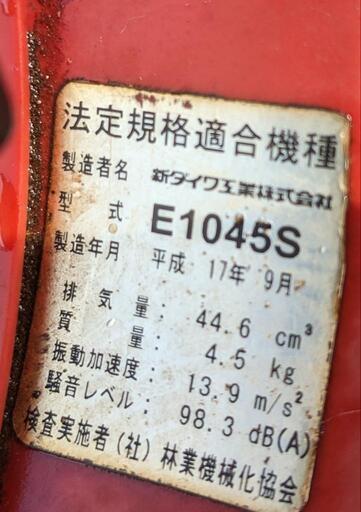 法定規格適合機種
製造者名 新ダイワ工業株式会社
型式 E1045S
製造年月 平成 17年 9月
排気量: 44.6 cm³
質量: 4.5 kg
振動加速度: 13.9 m/s²
騒音レベル: 98.3 dB(A)
検査実施者(社)林業機械化協会